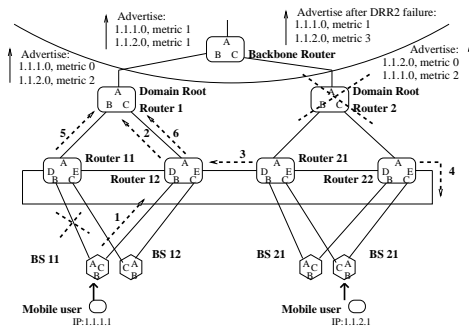 Advertise:
1.1.1.0, metric 1
1.1.2.0, metric 1
Advertise after DRR2 failure:
1.1.1.0, metric 1
1.1.2.0, metric 3
Advertise:
1.1.1.0, metric 0
1.1.2.0, metric 2
A
B C
Backbone Router
Advertise:
1.1.2.0, metric 0
1.1.1.0, metric 2
A
B C
Domain Root
Router 1
A
B C
Domain Root
Router 2
5
2
6
3
4
Router 11
Router 12
Router 21
Router 22
A
D E
B C
A
D E
B C
A
D E
B C
A
D E
B C
1
BS 11
BS 12
BS 21
BS 21
A
C
B
C A
B
A
C
B
C A
B
Mobile user
IP:1.1.1.1
Mobile user
IP:1.1.2.1